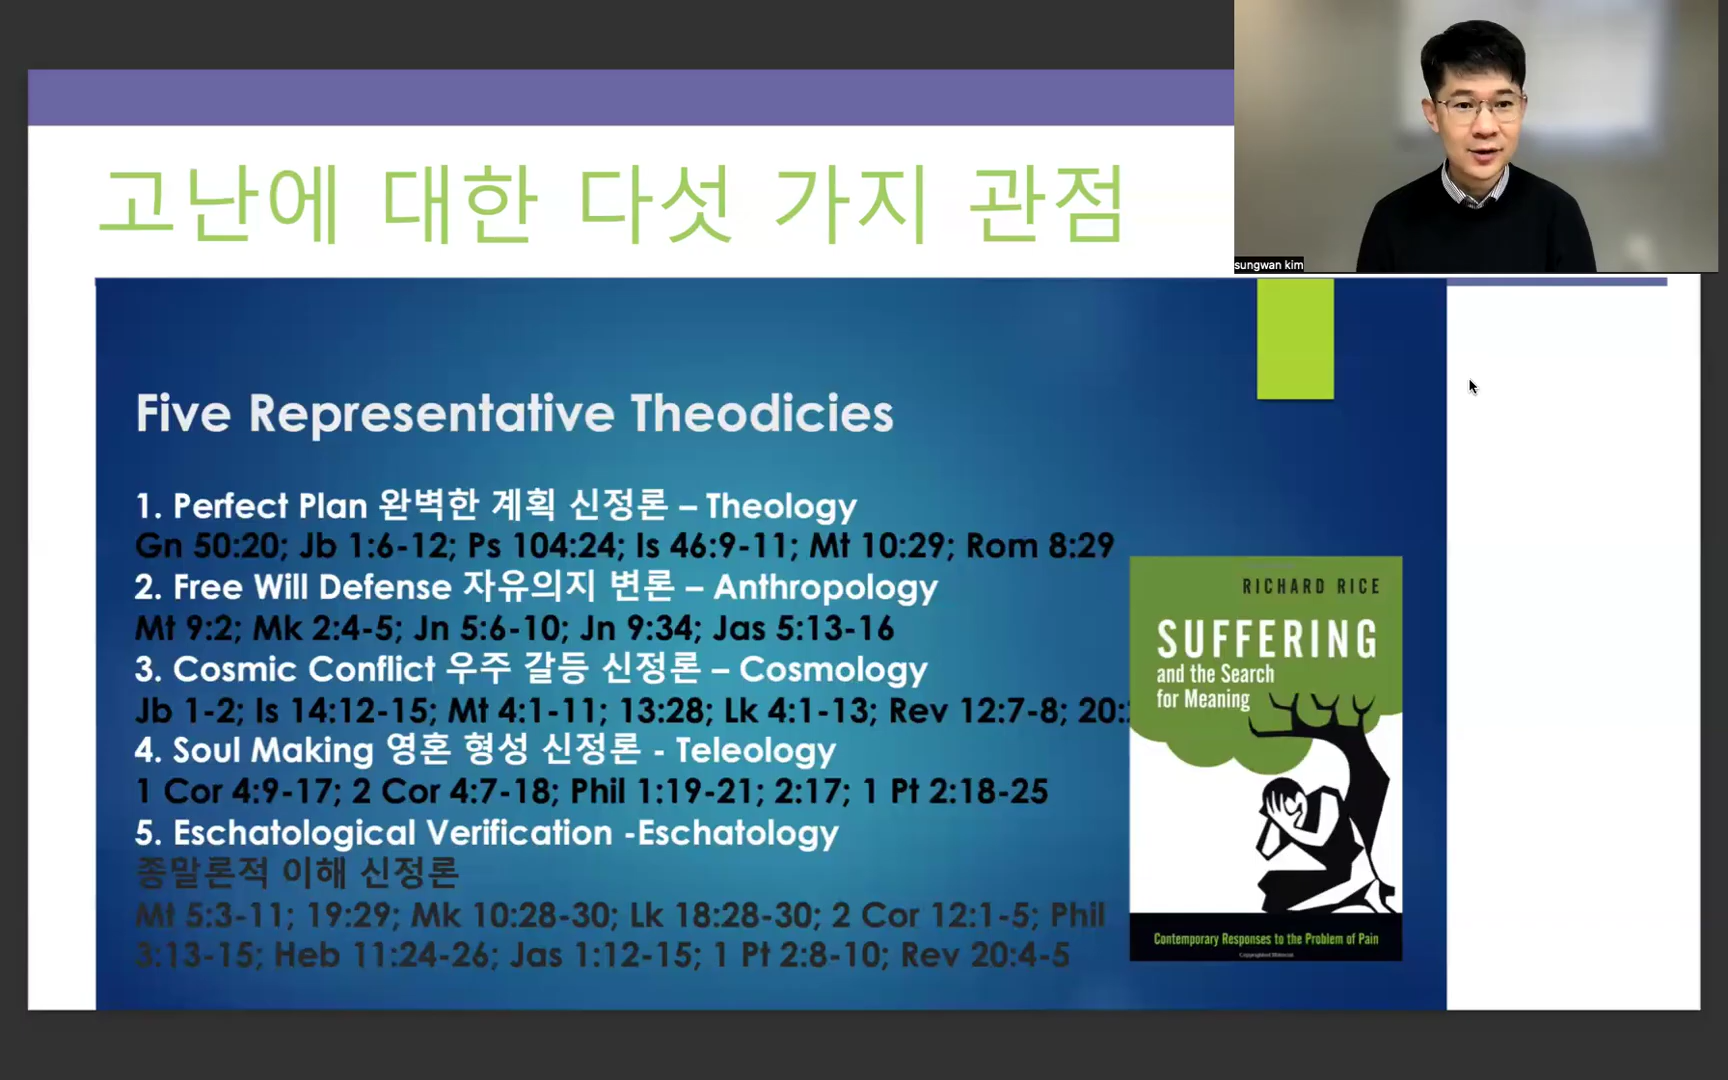 고난에 대한 다섯 가지 관점
sungwan kim
Five Representative Theodicies
1. Perfect Plan 완벽한 계획 신정론 – Theology
Gn 50:20; Jb 1:6-12; Ps 104:24; Is 46:9-11; Mt 10:29; Rom 8:29
2. Free Will Defense 자유의지 변론 – Anthropology
Mt 9:2; Mk 2:4-5; Jn 5:6-10; Jn 9:34; Jas 5:13-16
3. Cosmic Conflict 우주 갈등 신정론 – Cosmology
Jb 1-2; Is 14:12-15; Mt 4:1-11; 13:28; Lk 4:1-13; Rev 12:7-8; 20:
4. Soul Making 영혼 형성 신정론 - Teleology
1 Cor 4:9-17; 2 Cor 4:7-18; Phil 1:19-21; 2:17; 1 Pt 2:18-25
5. Eschatological Verification -Eschatology
종말론적 이해 신정론
Mt 5:3-11; 19:29; Mk 10:28-30; Lk 18:28-30; 2 Cor 12:1-5; Phil
3:13-15; Heb 11:24-26; Jas 1:12-15; 1 Pt 2:8-10; Rev 20:4-5
RICHARD RICE
SUFFERING
and the Search
for Meaning
Contemporary Responses to the Problem of Pain
Copyrighted Material